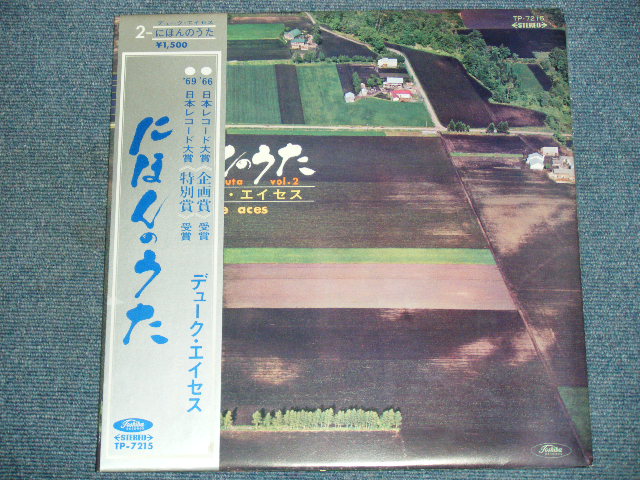 デューク・エイセス
2-にほんのうた
¥1,500
'66 日本レコード大賞 企画賞 受賞
'69 日本レコード大賞 特別賞 受賞
にほんのうた
デューク・エイセス
Toshiba
RECORDS
STEREO
TP-7215
TP-7215
STEREO
んのうた
uta vol.2
・エイセス
aces
Toshiba